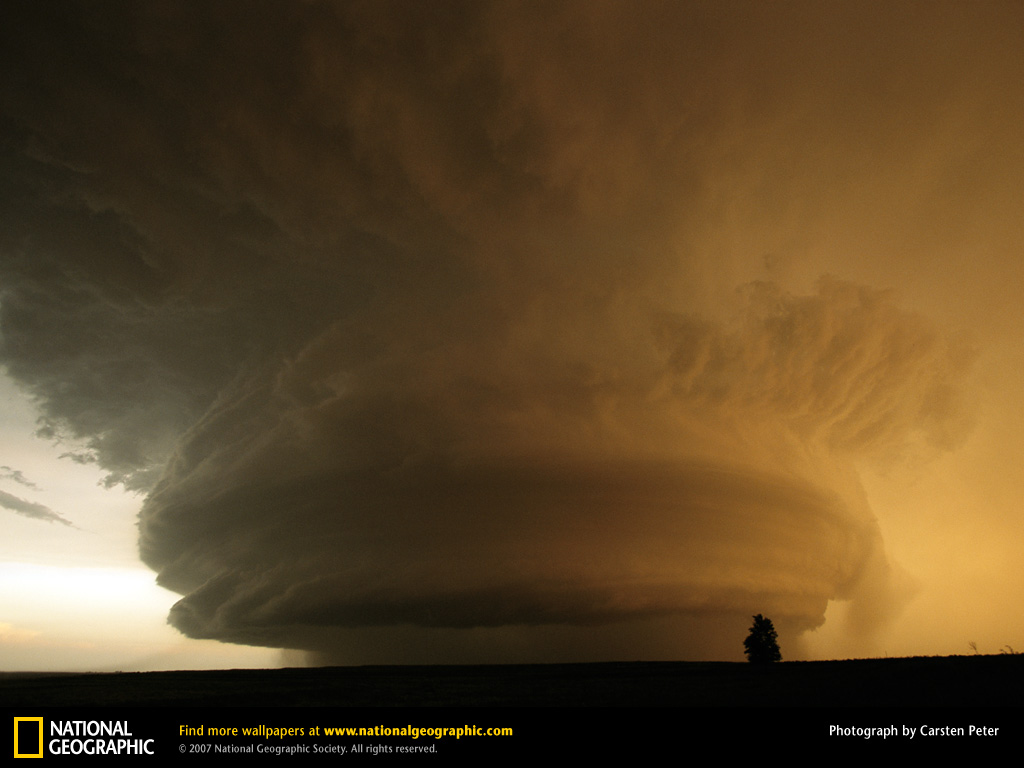 NATIONAL
GEOGRAPHIC
Find more wallpapers at www.nationalgeographic.com
© 2007 National Geographic Society. All rights reserved.
Photograph by Carsten Peter